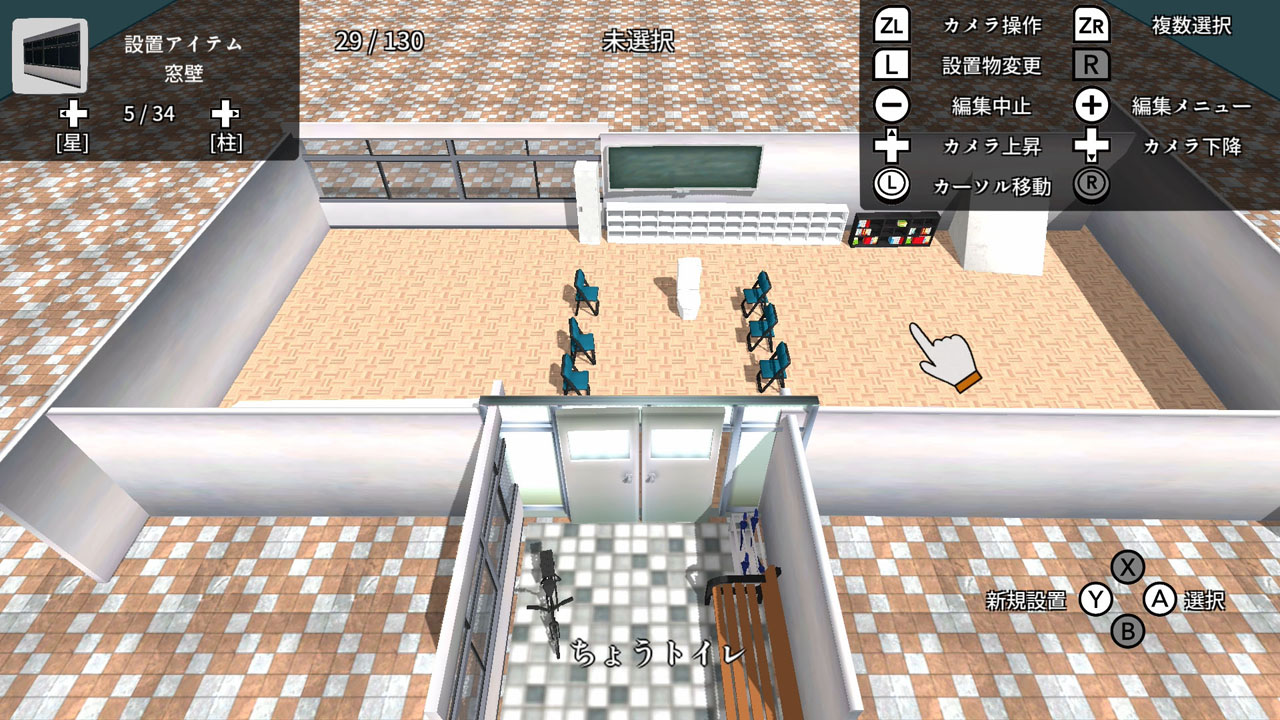 設置アイテム
窓壁
5 / 34
[星]
[柱]
29 / 130
未選択
ZL カメラ操作 ZR 複数選択
L 設置物変更 R
編集中止 編集メニュー
カメラ上昇 カメラ下降
L カーソル移動 R
X
新規設置 Y A 選択
B
ちょうトイレ